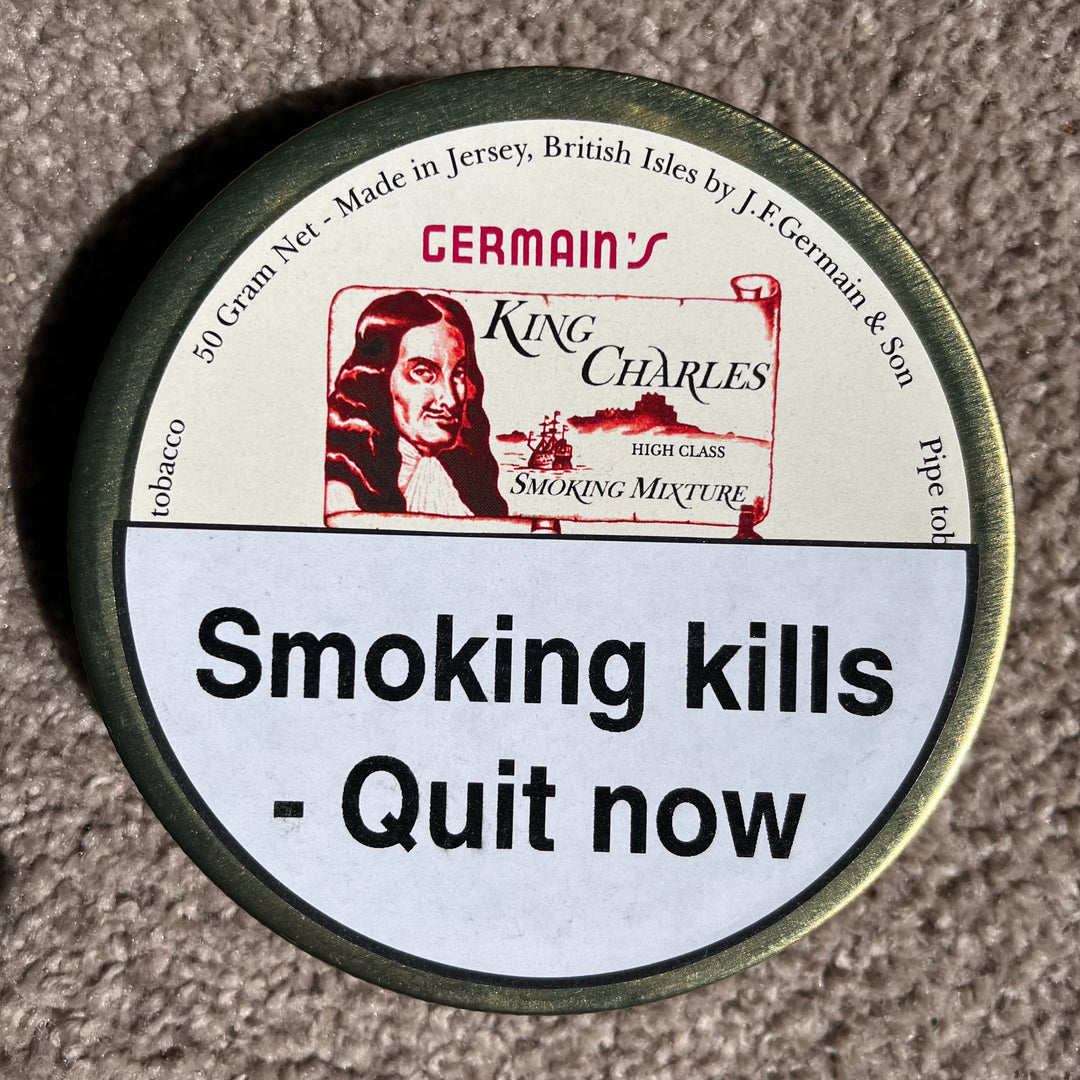 50 Gram Net - Made in Jersey, British Isles by J.F.Germain & Son
GERMAIN'S
KING
CHARLES
HIGH CLASS
SMOKING MIXTURE
tobacco
Pipe tob
Smoking kills
- Quit now